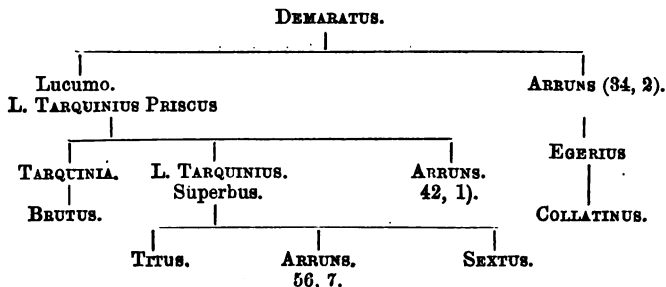 DEMARATUS.
Lucumo. ARRUNS (34, 2).
L. TARQUINIUS PRISCUS
EGERIUS
TARQUINIA. L. TARQUINIUS. ARRUNS.
Superbus. 42, 1).
BRUTUS. COLLATINUS.
TITUS. ARRUNS. SEXTUS.
56, 7.